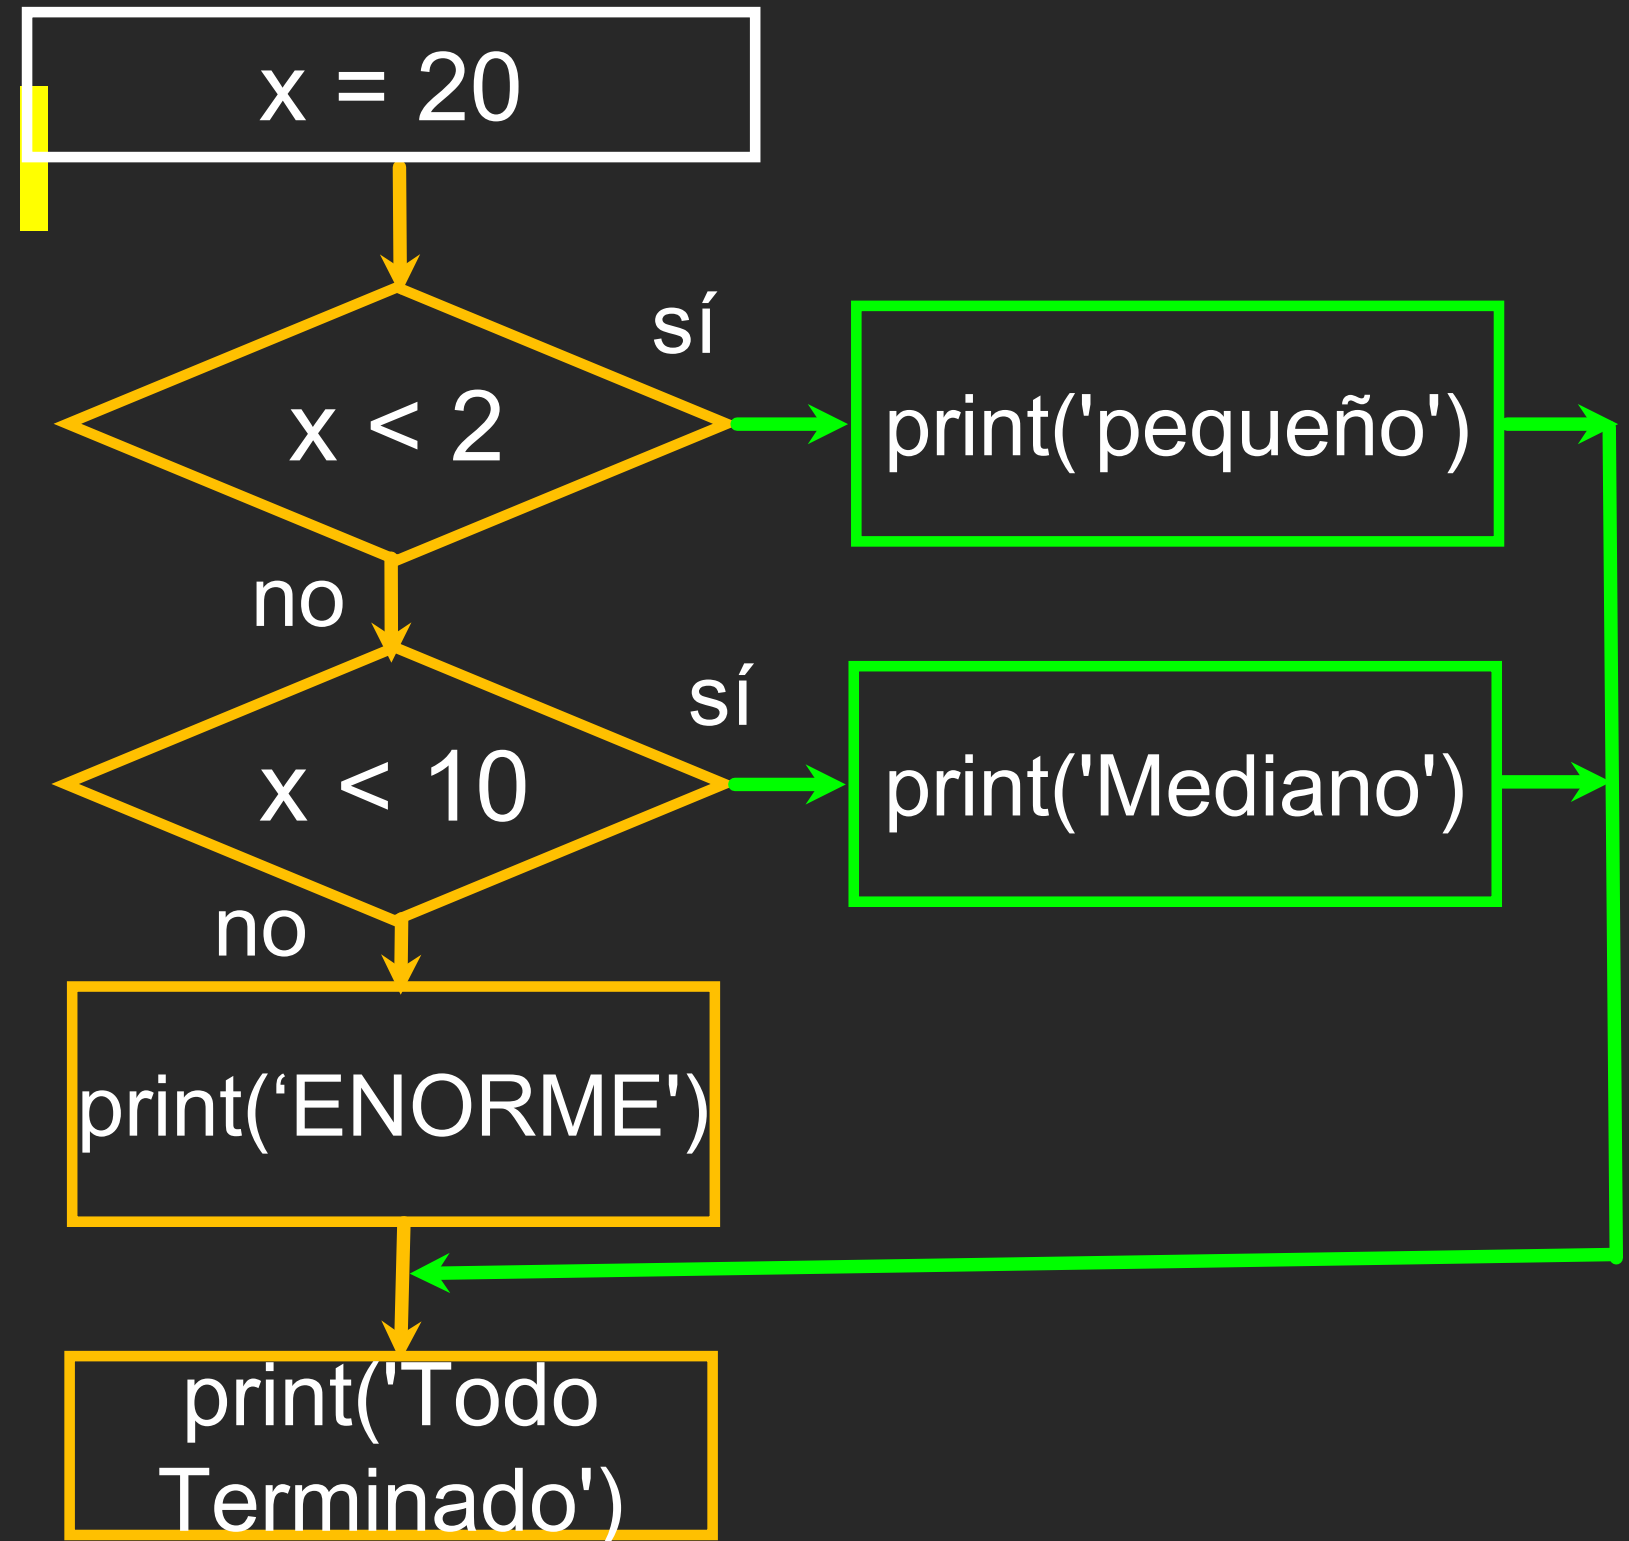 x = 20
sí
x < 2
print('pequeño')
no
sí
x < 10
print('Mediano')
no
print(‘ENORME')
print('Todo
Terminado')